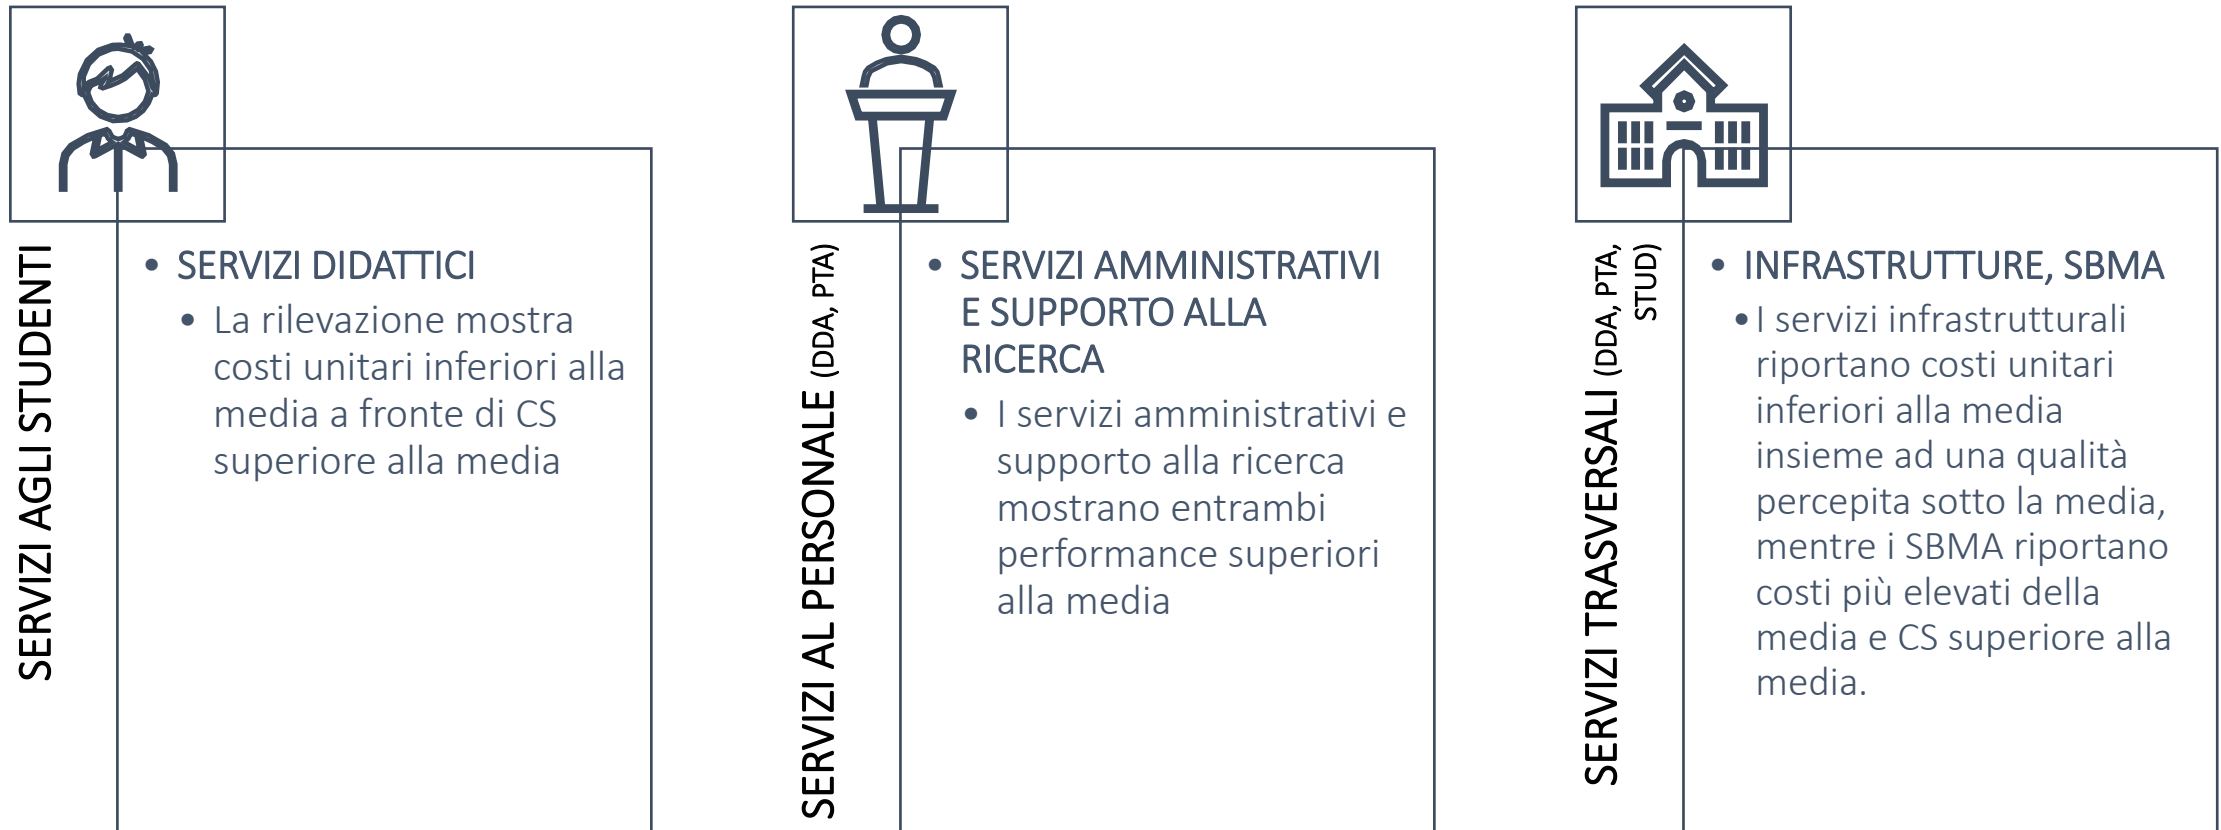 SERVIZI AGLI STUDENTI
• SERVIZI DIDATTICI
• La rilevazione mostra
costi unitari inferiori alla
media a fronte di CS
superiore alla media
SERVIZI AL PERSONALE (DDA, PTA)
• SERVIZI AMMINISTRATIVI
E SUPPORTO ALLA
RICERCA
• I servizi amministrativi e
supporto alla ricerca
mostrano entrambi
performance superiori
alla media
SERVIZI TRASVERSALI (DDA, PTA,
STUD)
• INFRASTRUTTURE, SBMA
• I servizi infrastrutturali
riportano costi unitari
inferiori alla media
insieme ad una qualità
percepita sotto la media,
mentre i SBMA riportano
costi più elevati della
media e CS superiore alla
media.